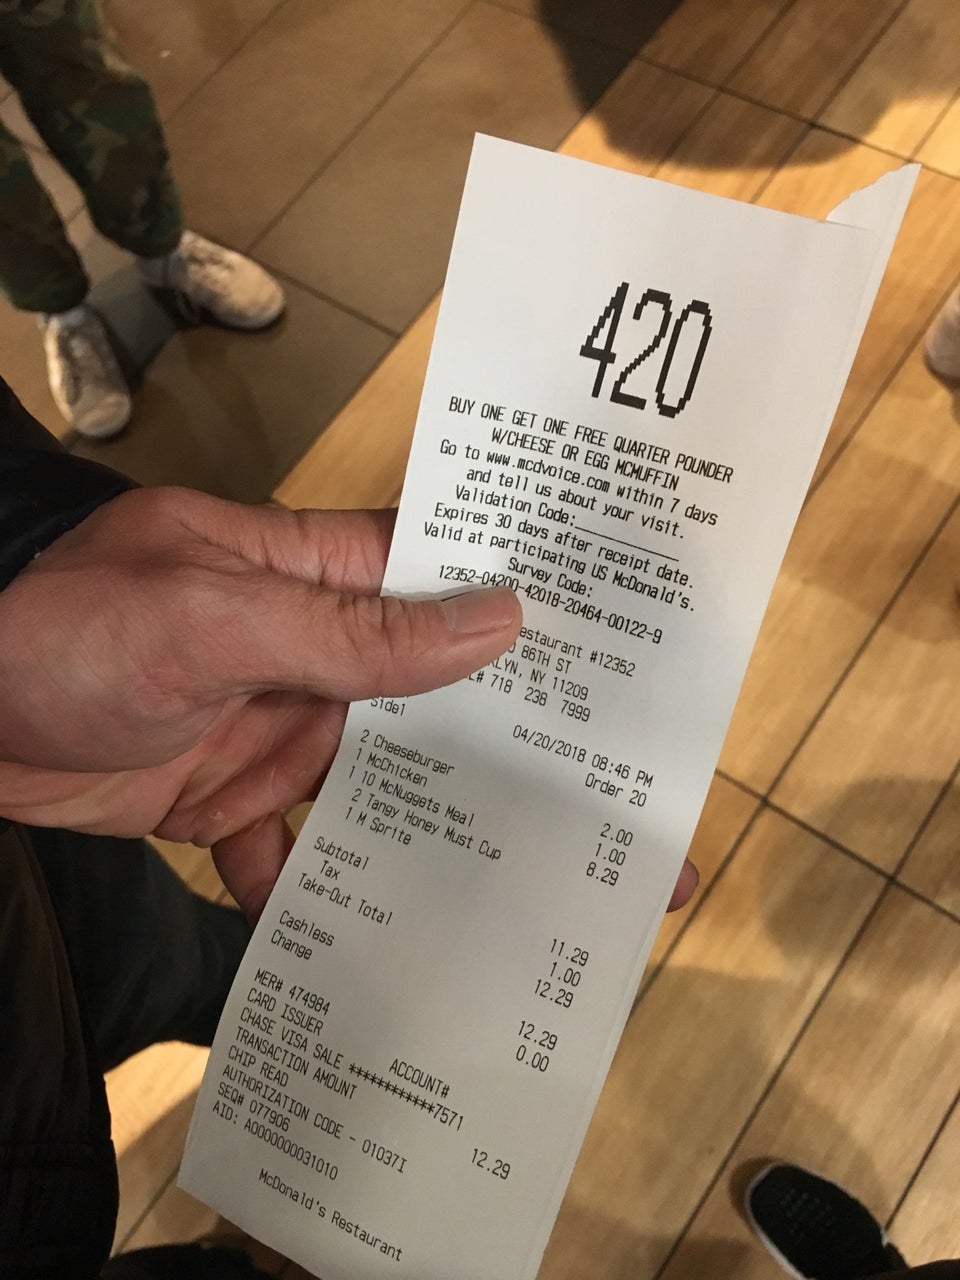 420
BUY ONE GET ONE FREE QUARTER POUNDER
W/CHEESE OR EGG MCMUFFIN
Go to www.mcdvoice.com within 7 days
and tell us about your visit.
Validation Code:____________
Expires 30 days after receipt date.
Valid at participating US McDonald's.
Survey Code:
12352-04200-42018-20464-00122-9
estaurant #12352
86TH ST
KLYN, NY 11209
L# 718 238 7999
Side1 04/20/2018 08:46 PM
Order 20
2 Cheeseburger 2.00
1 McChicken 1.00
1 10 McNuggets Meal 8.29
2 Tangy Honey Must Cup
1 M Sprite
Subtotal 11.29
Tax 1.00
Take-Out Total 12.29
Cashless 12.29
Change 0.00
MER# 474984
CARD ISSUER ACCOUNT#
CHASE VISA SALE ************7571
TRANSACTION AMOUNT 12.29
CHIP READ
AUTHORIZATION CODE - 01037I
SEQ# 077906
AID: A0000000031010
McDonald's Restaurant